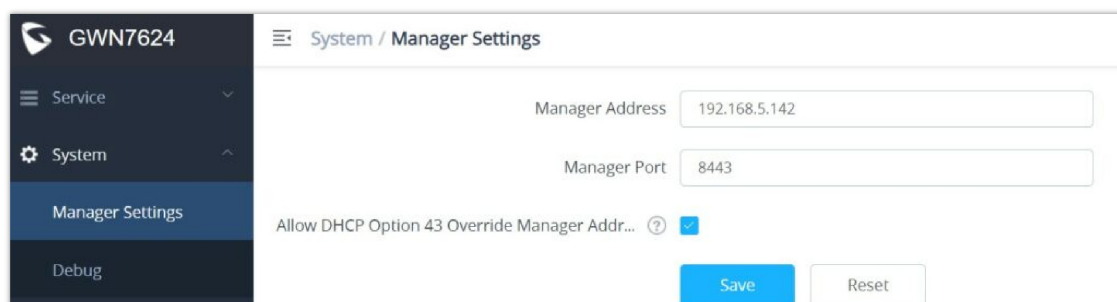 GWN7624
System / Manager Settings
Service
Manager Address 192.168.5.142
System
Manager Port 8443
Manager Settings
Allow DHCP Option 43 Override Manager Addr... ?
Debug
Save Reset